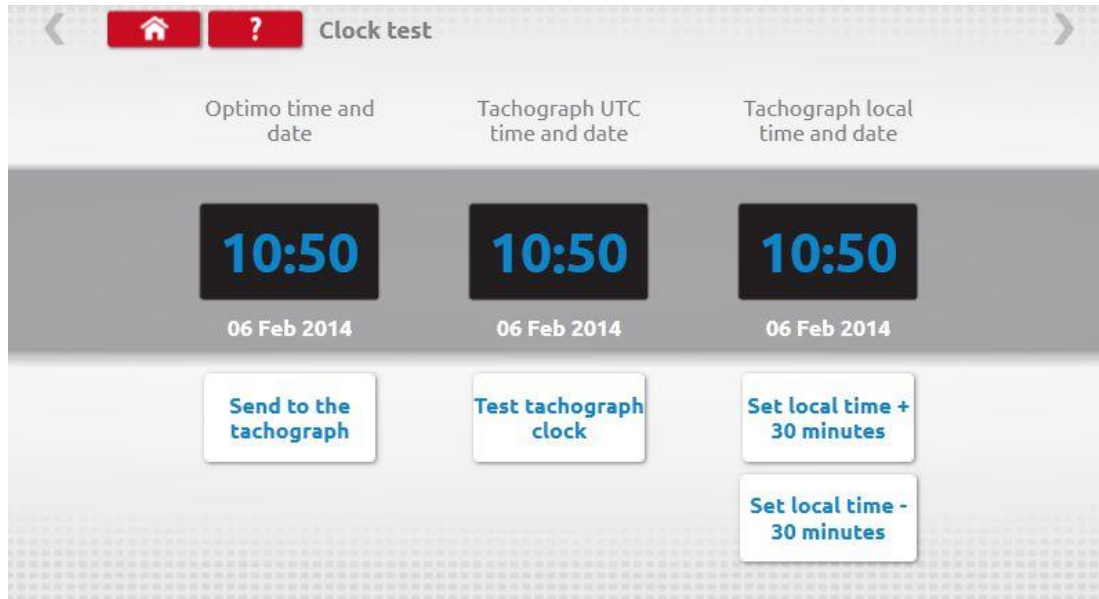 ? Clock test
Optimo time and
date
Tachograph UTC
time and date
Tachograph local
time and date
10:50
10:50
10:50
06 Feb 2014
06 Feb 2014
06 Feb 2014
Send to the
tachograph
Test tachograph
clock
Set local time +
30 minutes
Set local time -
30 minutes